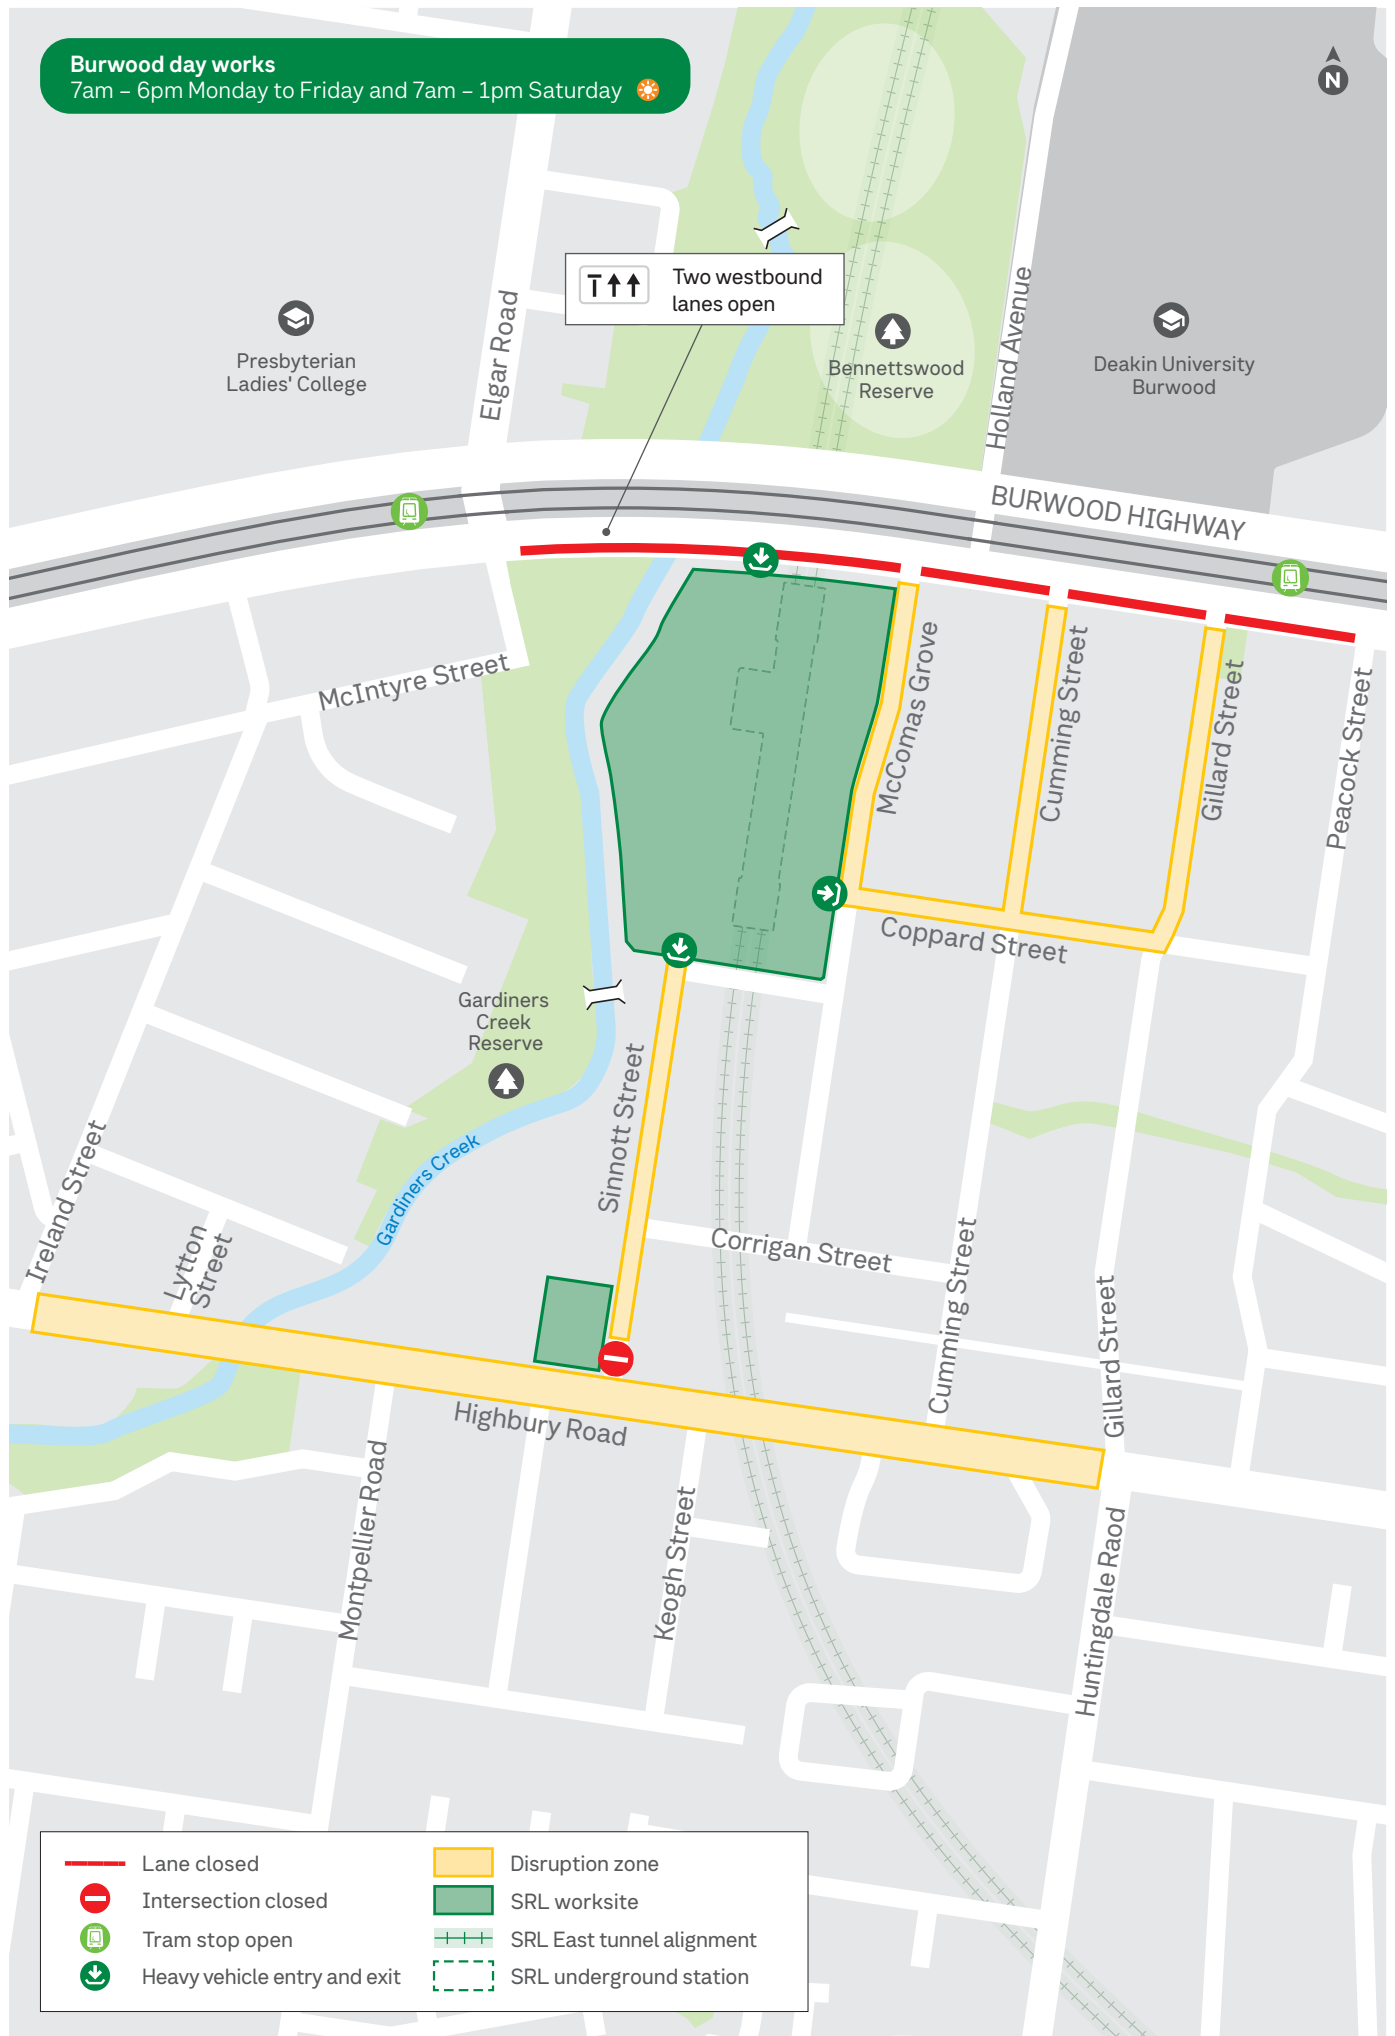 Burwood day works
7am – 6pm Monday to Friday and 7am – 1pm Saturday
N
Two westbound
lanes open
Elgar Road
Holland Avenue
Presbyterian
Ladies' College
Bennettswood
Reserve
Deakin University
Burwood
BURWOOD HIGHWAY
McIntyre Street
McComas Grove
Cumming Street
Gillard Street
Peacock Street
Coppard Street
Gardiners
Creek
Reserve
Sinnott Street
Gardiners Creek
Ireland Street
Lytton
Street
Corrigan Street
Cumming Street
Gillard Street
Highbury Road
Montpellier Road
Keogh Street
Huntingdale Raod
Lane closed
Intersection closed
Tram stop open
Heavy vehicle entry and exit
Disruption zone
SRL worksite
SRL East tunnel alignment
SRL underground station